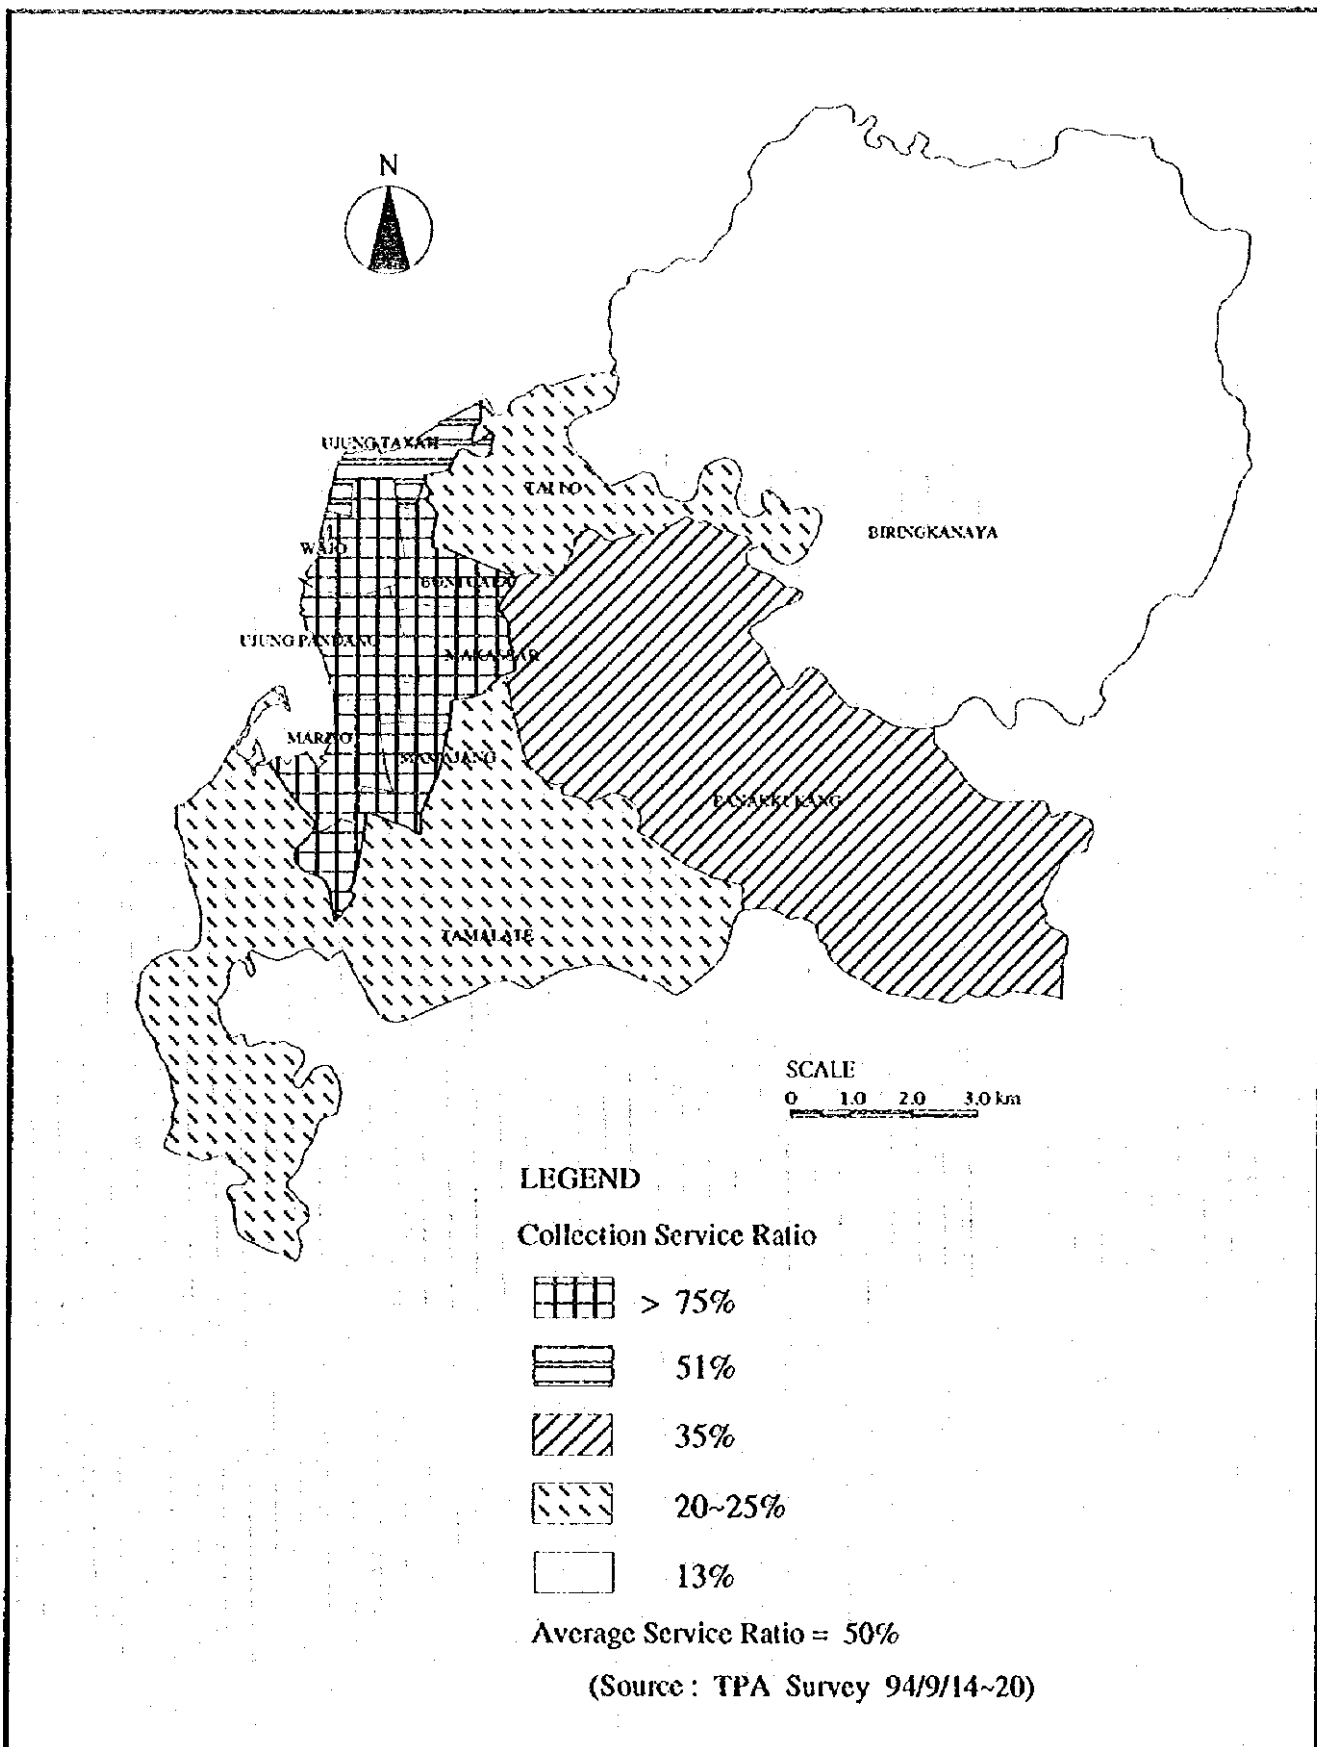 N
UJUNG TANAH
TALLO
BIRINGKANAYA
WAJO
BONTOALA
UJUNG PANDANG
MAKASSAR
MARISO
MAMAJANG
PANAKKUKANG
TAMALATE
SCALE
0 1.0 2.0 3.0 km
LEGEND
Collection Service Ratio
> 75%
51%
35%
20~25%
13%
Average Service Ratio = 50%
(Source : TPA Survey 94/9/14~20)